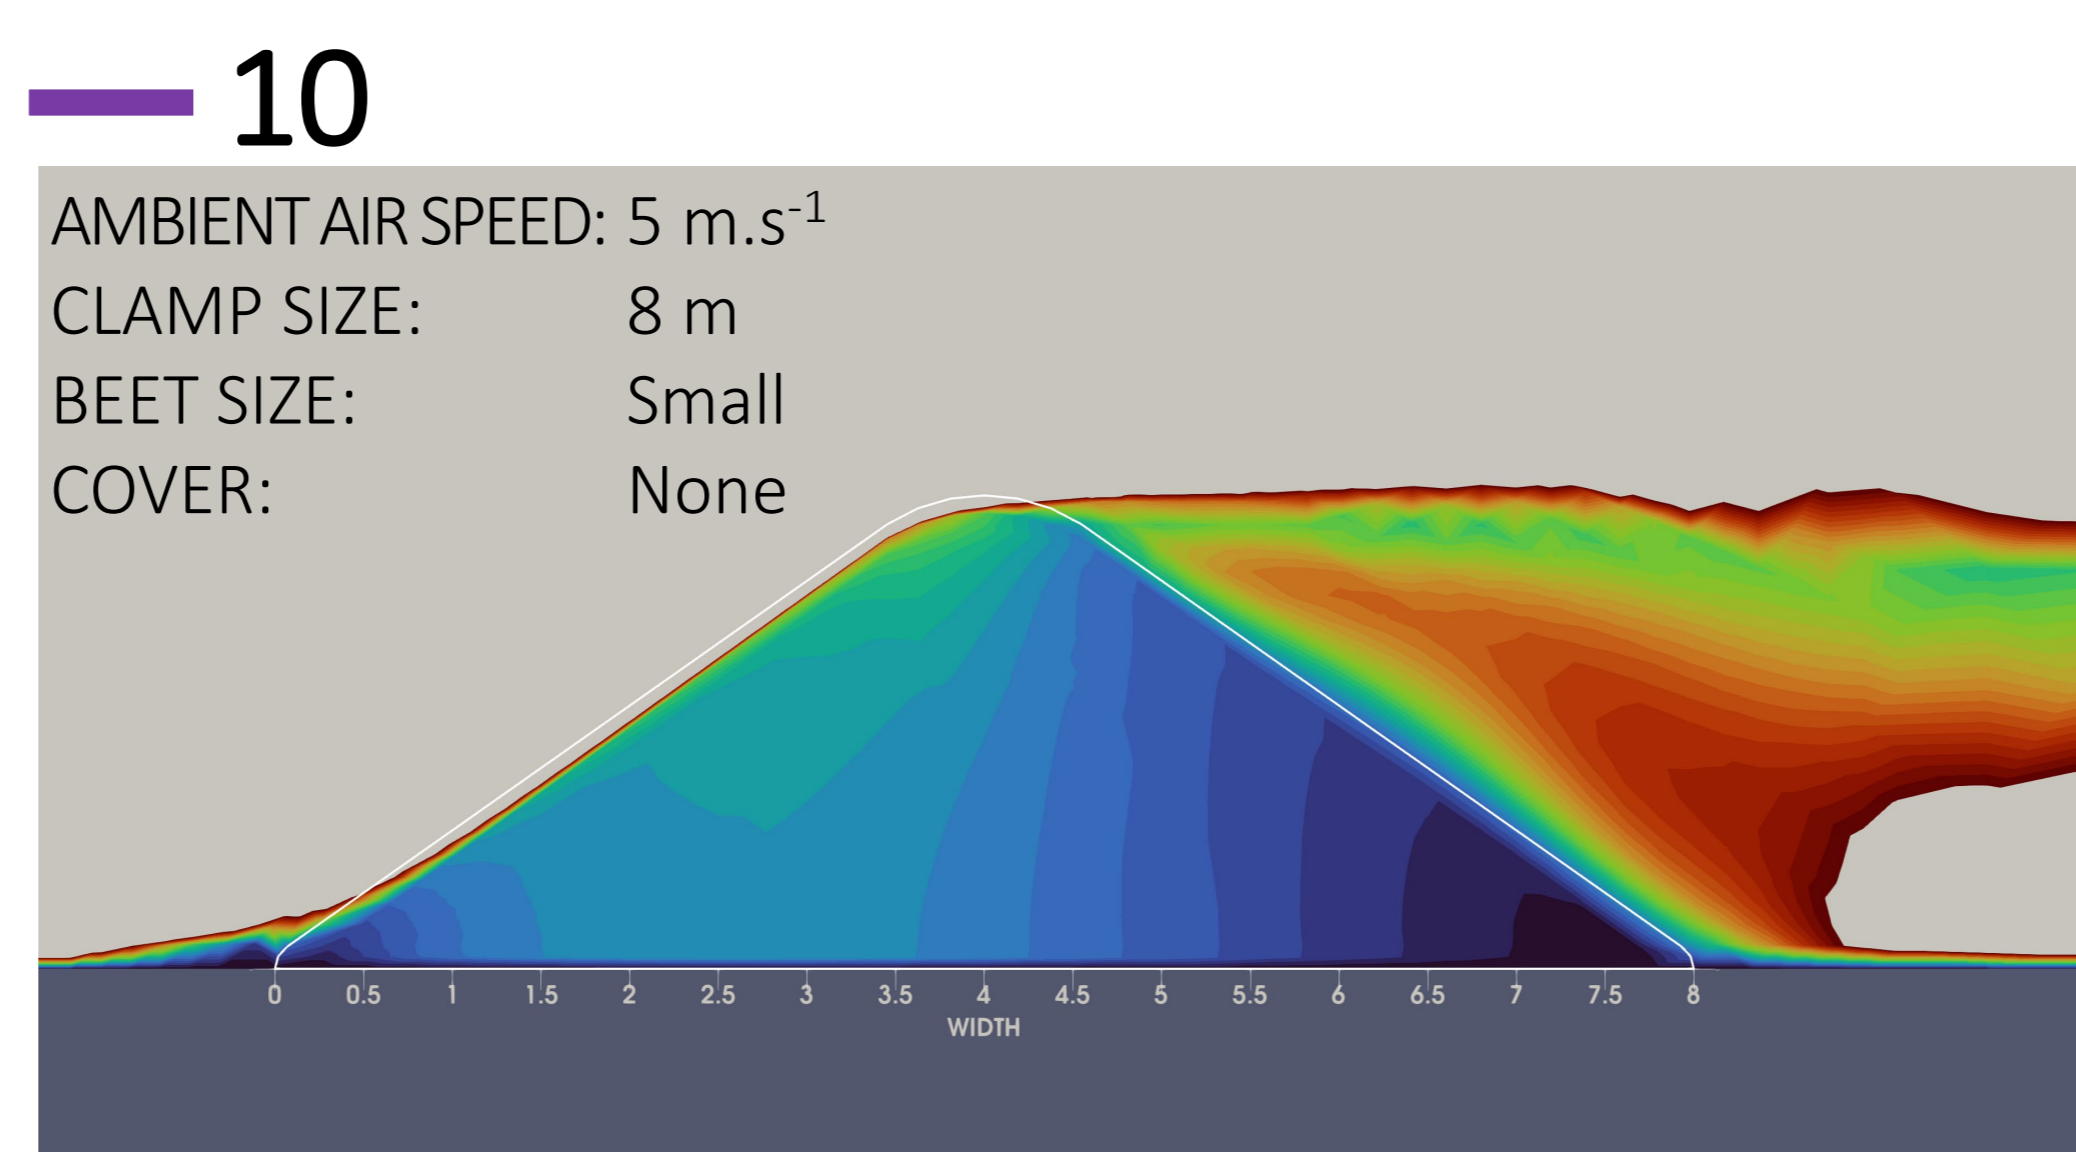 10
AMBIENT AIR SPEED: 5 m.s⁻¹
CLAMP SIZE: 8 m
BEET SIZE: Small
COVER: None
0 0.5 1 1.5 2 2.5 3 3.5 4 4.5 5 5.5 6 6.5 7 7.5 8
WIDTH